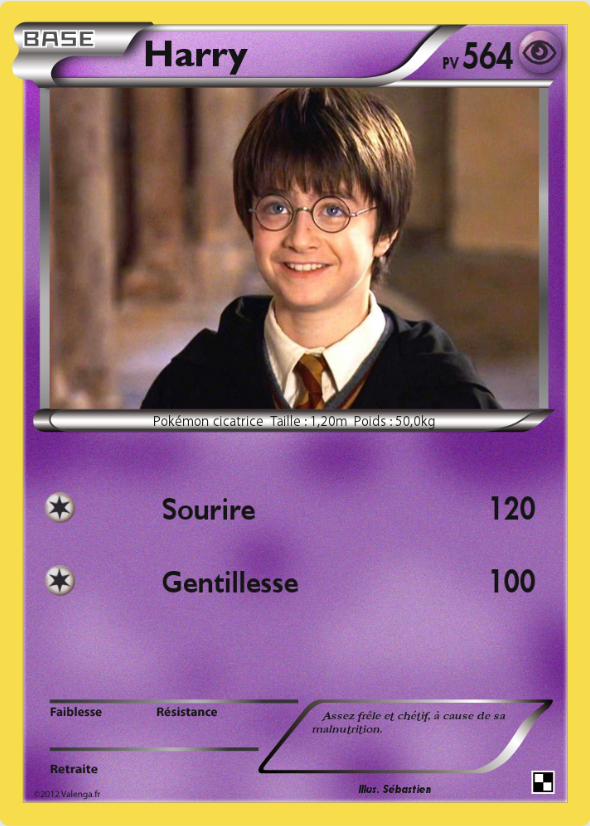 BASE
Harry
PV 564
Pokémon cicatrice Taille : 1,20m Poids : 50,0kg
Sourire 120
Gentillesse 100
Faiblesse Résistance
Assez frêle et chétif, à cause de sa
malnutrition.
Retraite
Illus. Sébastien
©2012 Valenga.fr